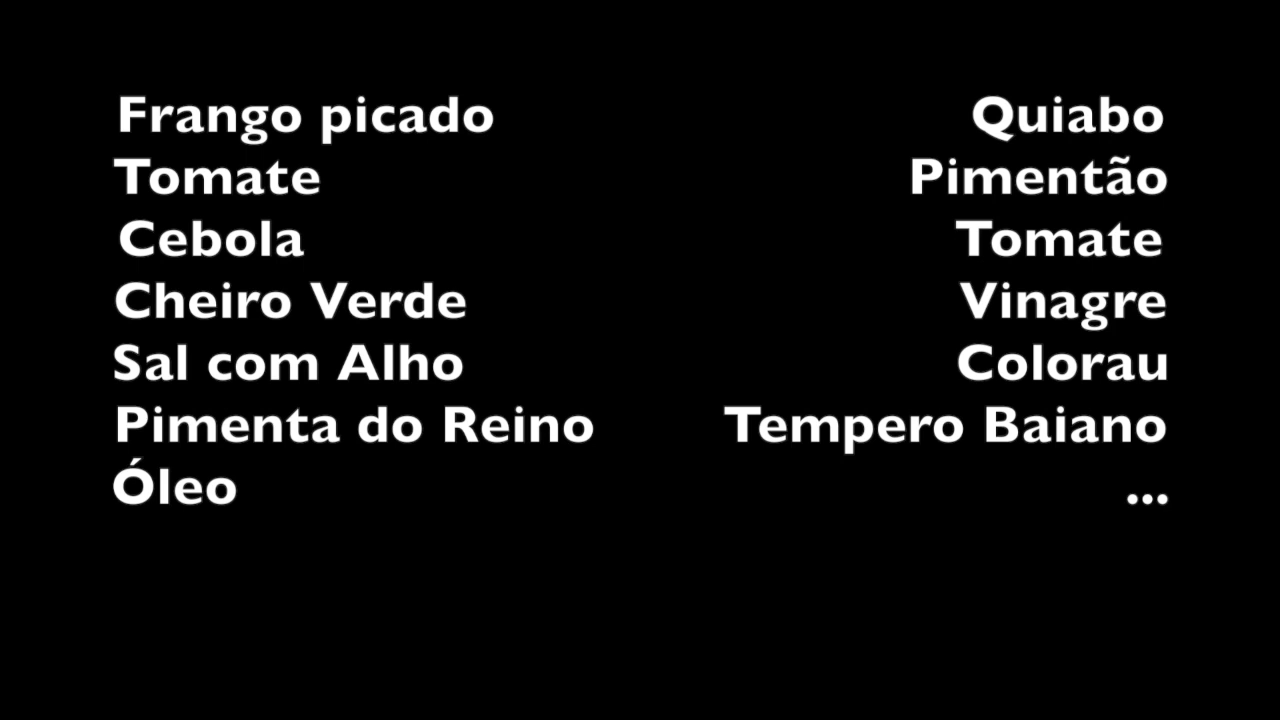 Frango picado
Tomate
Cebola
Cheiro Verde
Sal com Alho
Pimenta do Reino
Óleo
Quiabo
Pimentão
Tomate
Vinagre
Colorau
Tempero Baiano
...